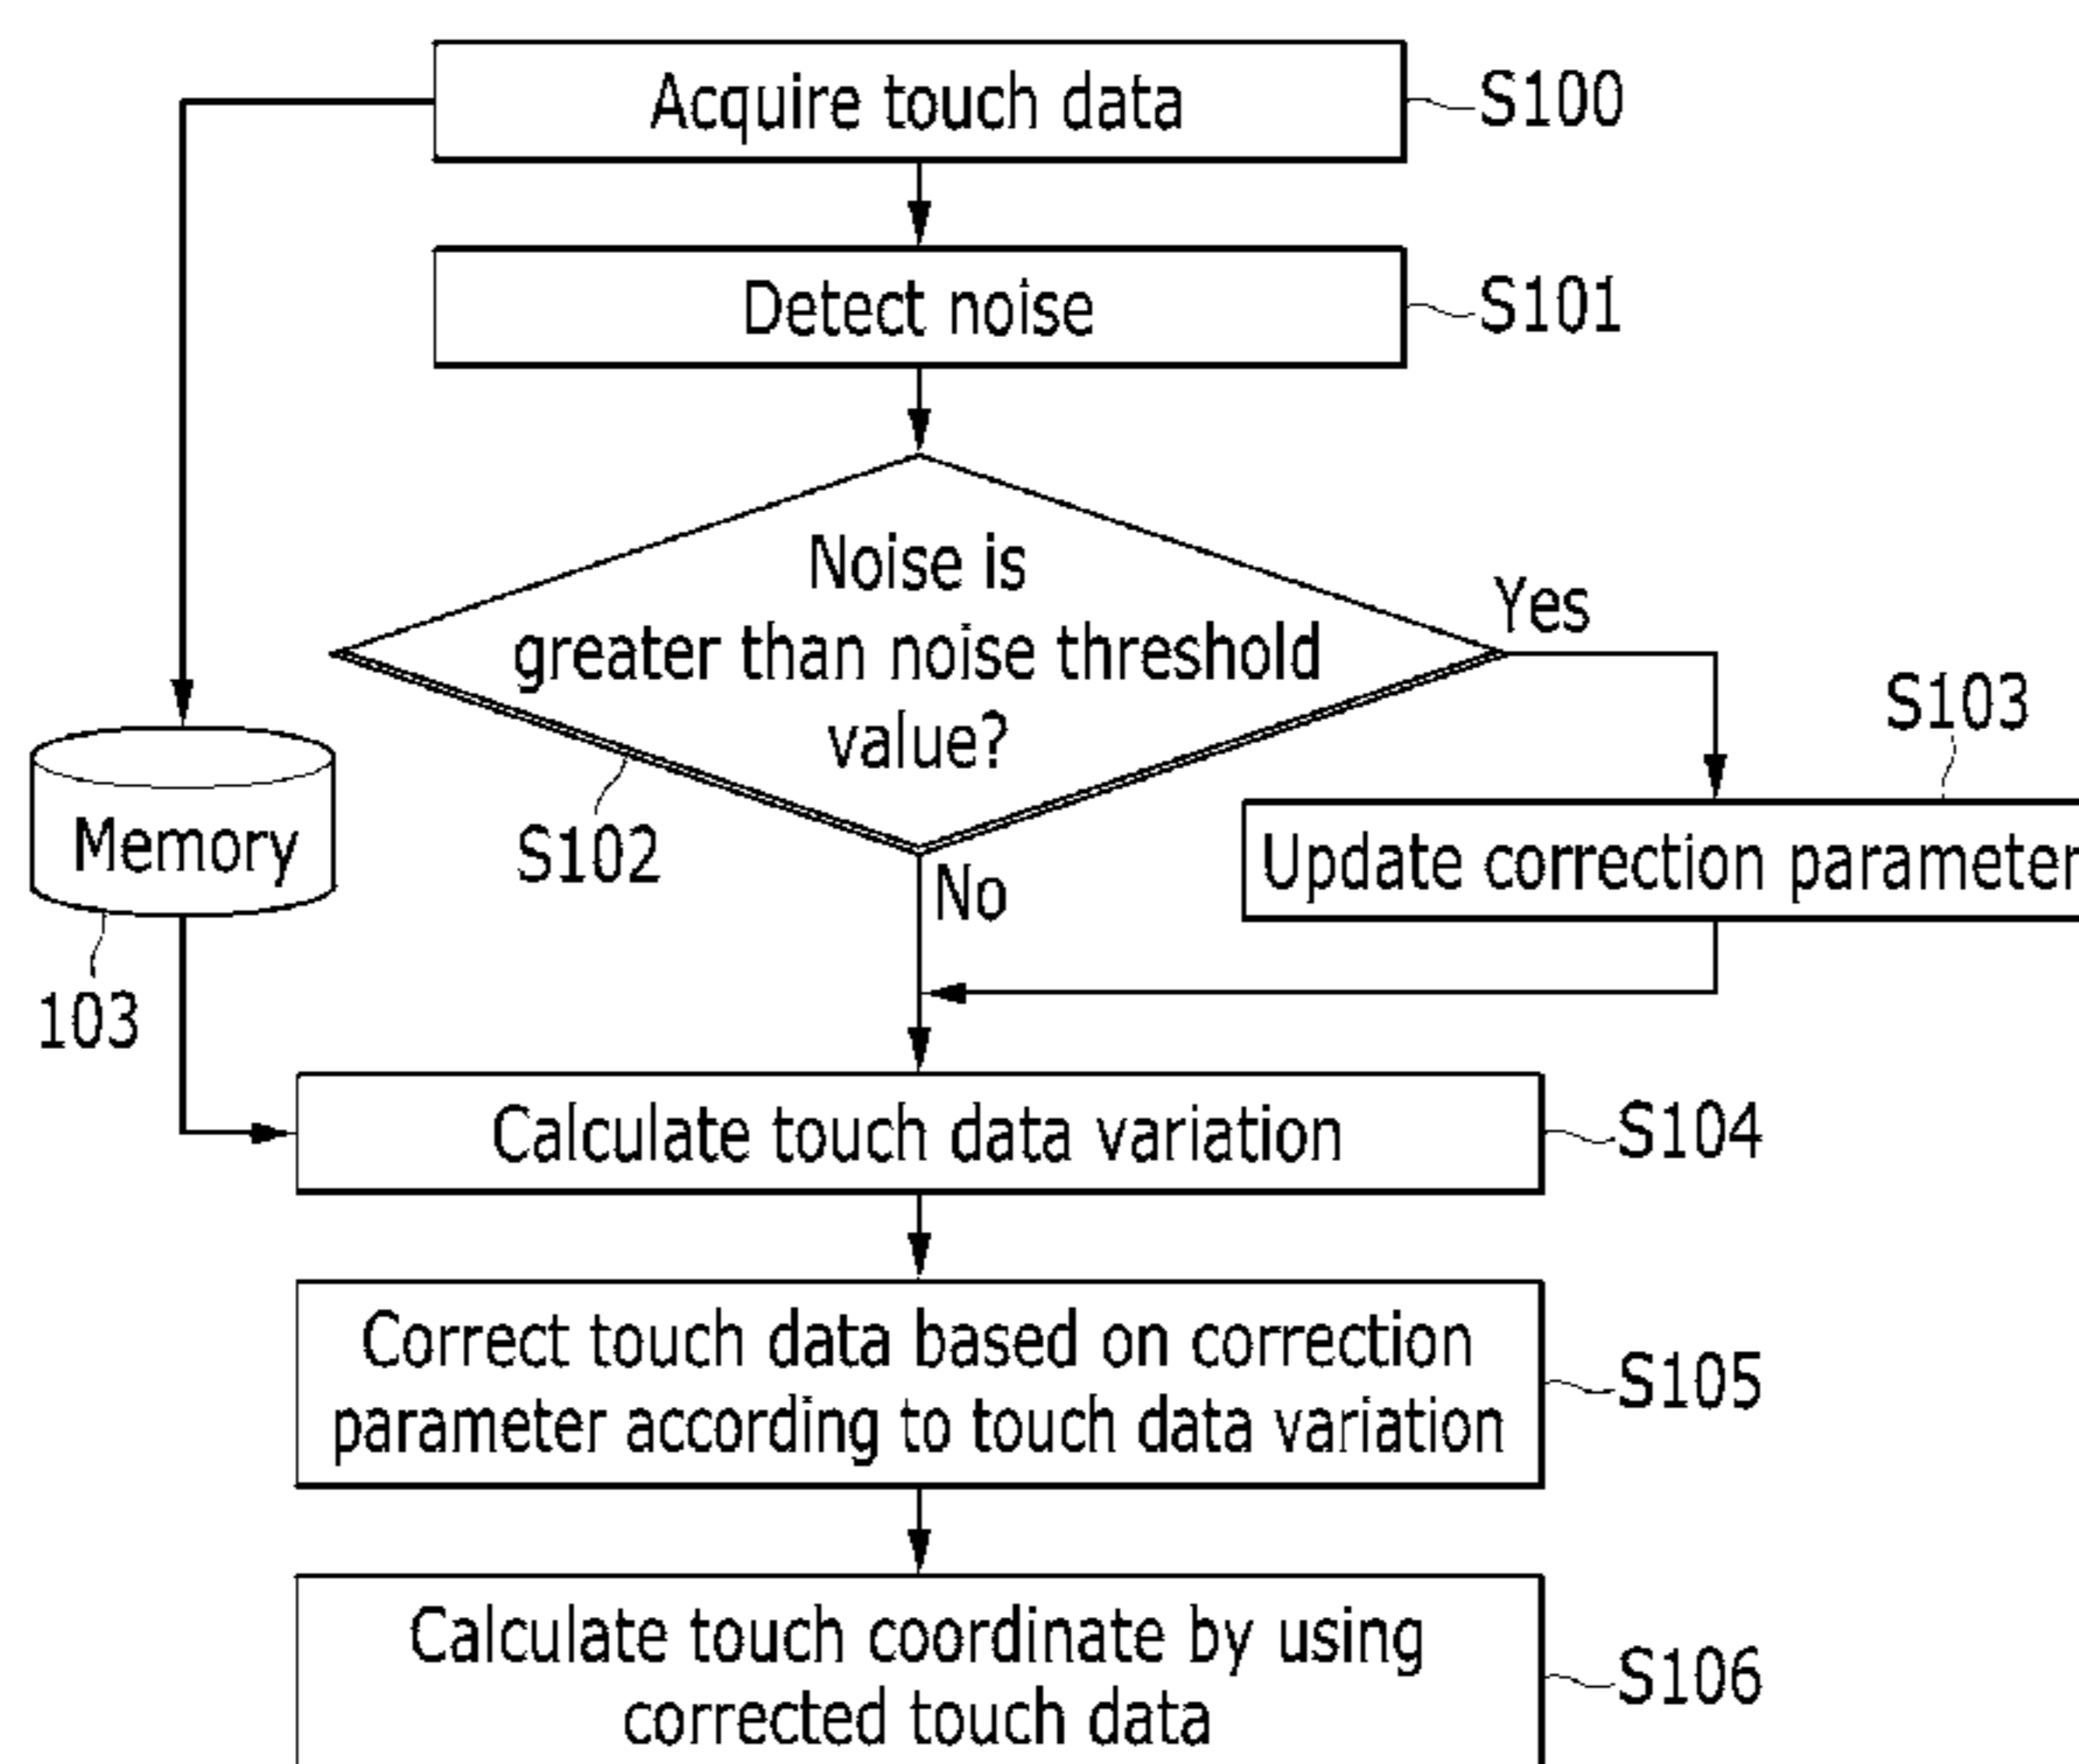 Acquire touch data
S100
Detect noise
S101
Noise is
greater than noise threshold
value?
Yes
S102
No
S103
Update correction parameter
Memory
103
Calculate touch data variation
S104
Correct touch data based on correction
parameter according to touch data variation
S105
Calculate touch coordinate by using
corrected touch data
S106